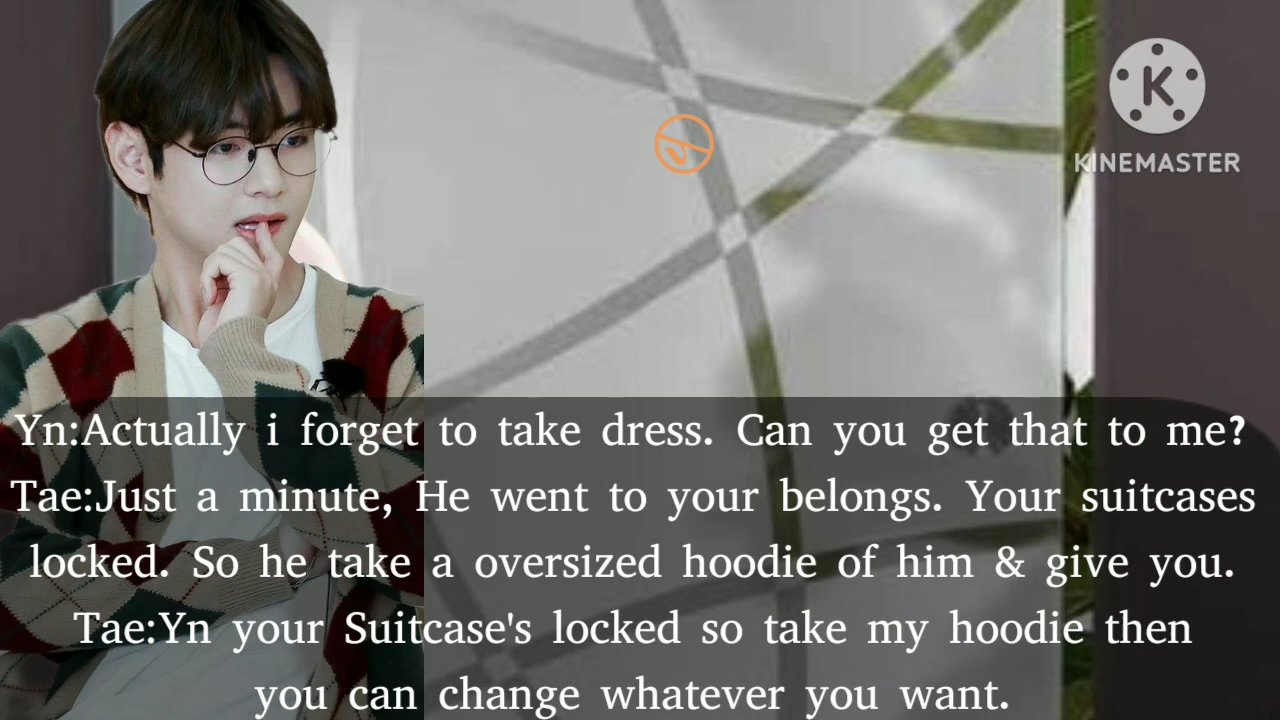 KINEMASTER
Yn:Actually i forget to take dress. Can you get that to me?
Tae:Just a minute, He went to your belongs. Your suitcases
locked. So he take a oversized hoodie of him & give you.
Tae:Yn your Suitcase's locked so take my hoodie then
you can change whatever you want.